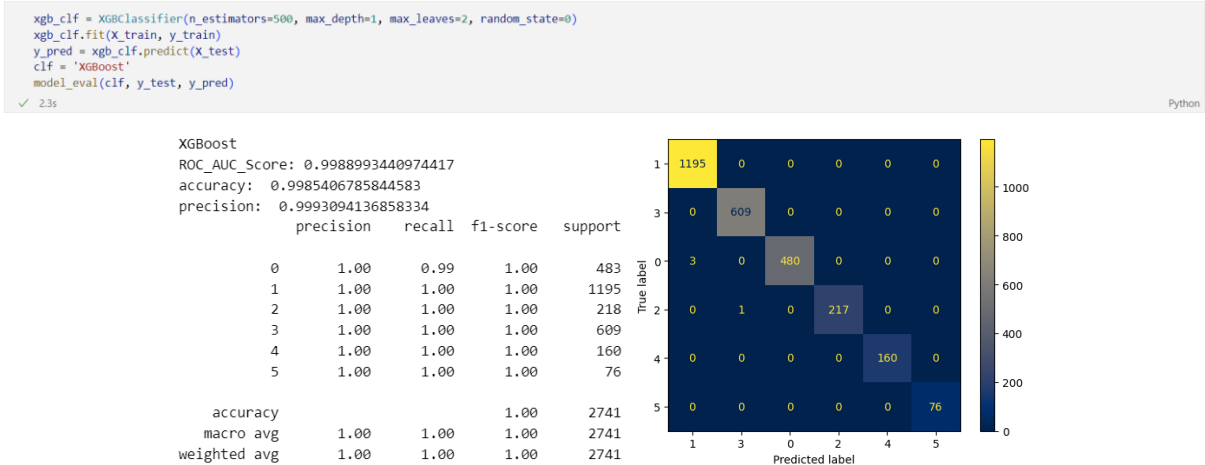 xgb_clf = XGBClassifier(n_estimators=500, max_depth=1, max_leaves=2, random_state=0)
xgb_clf.fit(X_train, y_train)
y_pred = xgb_clf.predict(X_test)
clf = 'XGBoost'
model_eval(clf, y_test, y_pred)
✓ 2.3s Python
XGBoost
ROC_AUC_Score: 0.9988993440974417
accuracy: 0.9985406785844583
precision: 0.9993094136858334
precision recall f1-score support
0 1.00 0.99 1.00 483
1 1.00 1.00 1.00 1195
2 1.00 1.00 1.00 218
3 1.00 1.00 1.00 609
4 1.00 1.00 1.00 160
5 1.00 1.00 1.00 76
accuracy 1.00 2741
macro avg 1.00 1.00 1.00 2741
weighted avg 1.00 1.00 1.00 2741
True label
1 1195 0 0 0 0 0
3 0 609 0 0 0 0
0 3 0 480 0 0 0
2 0 1 0 217 0 0
4 0 0 0 0 160 0
5 0 0 0 0 0 76
1 3 0 2 4 5
Predicted label
1000
800
600
400
200
0